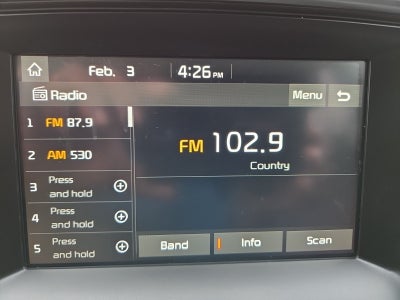 Feb. 3 4:26 PM
Radio Menu
1 FM 87.9
2 AM 530
3 Press and hold
4 Press and hold
5 Press and hold
FM 102.9
Country
Band Info Scan